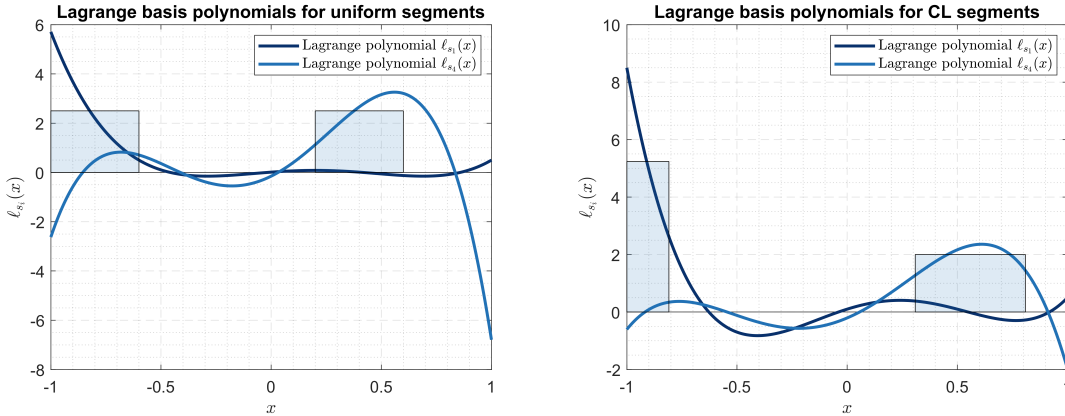 Lagrange basis polynomials for uniform segments
Lagrange polynomial ℓ_{s_1}(x)
Lagrange polynomial ℓ_{s_4}(x)
6
4
2
0
-2
-4
-6
-8
ℓ_{s_i}(x)
-1
-0.5
0
0.5
1
x
Lagrange basis polynomials for CL segments
Lagrange polynomial ℓ_{s_1}(x)
Lagrange polynomial ℓ_{s_4}(x)
10
8
6
4
2
0
-2
ℓ_{s_i}(x)
-1
-0.5
0
0.5
1
x